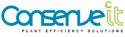 Conserve it
PLANT EFFICIENCY SOLUTIONS